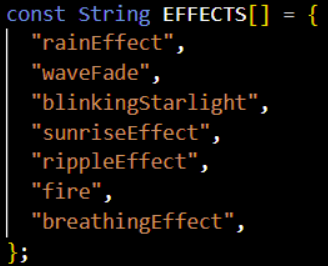 const String EFFECTS[] = {
"rainEffect",
"waveFade",
"blinkingStarlight",
"sunriseEffect",
"rippleEffect",
"fire",
"breathingEffect",
};